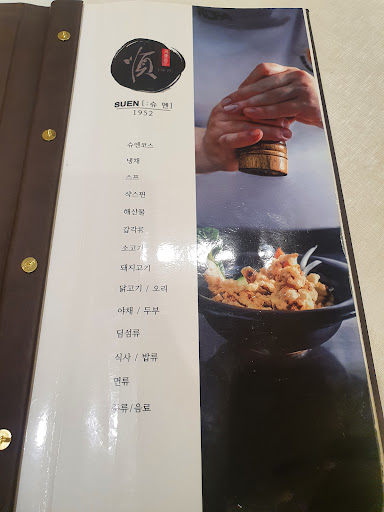 順
SUEN [:슈 엔]
1952
슈엔코스
냉채
스프
샥스핀
해산물
갑각류
소고기
돼지고기
닭고기 / 오리
야채 / 두부
딤섬류
식사 / 밥류
면류
주류/음료